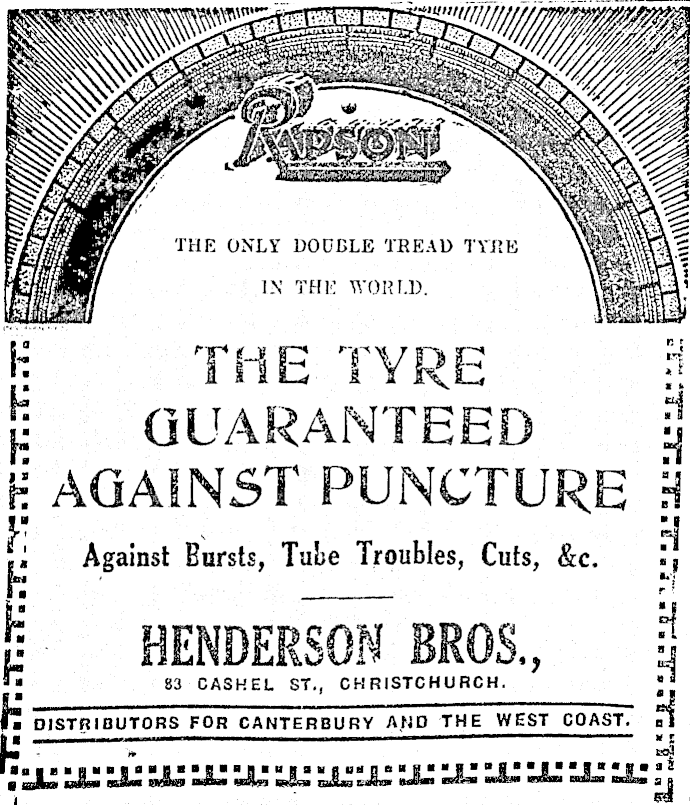 RAPSON
THE ONLY DOUBLE TREAD TYRE
IN THE WORLD.
THE TYRE
GUARANTEED
AGAINST PUNCTURE
Against Bursts, Tube Troubles, Cuts, &c.
HENDERSON BROS.,
83 CASHEL ST., CHRISTCHURCH.
DISTRIBUTORS FOR CANTERBURY AND THE WEST COAST.